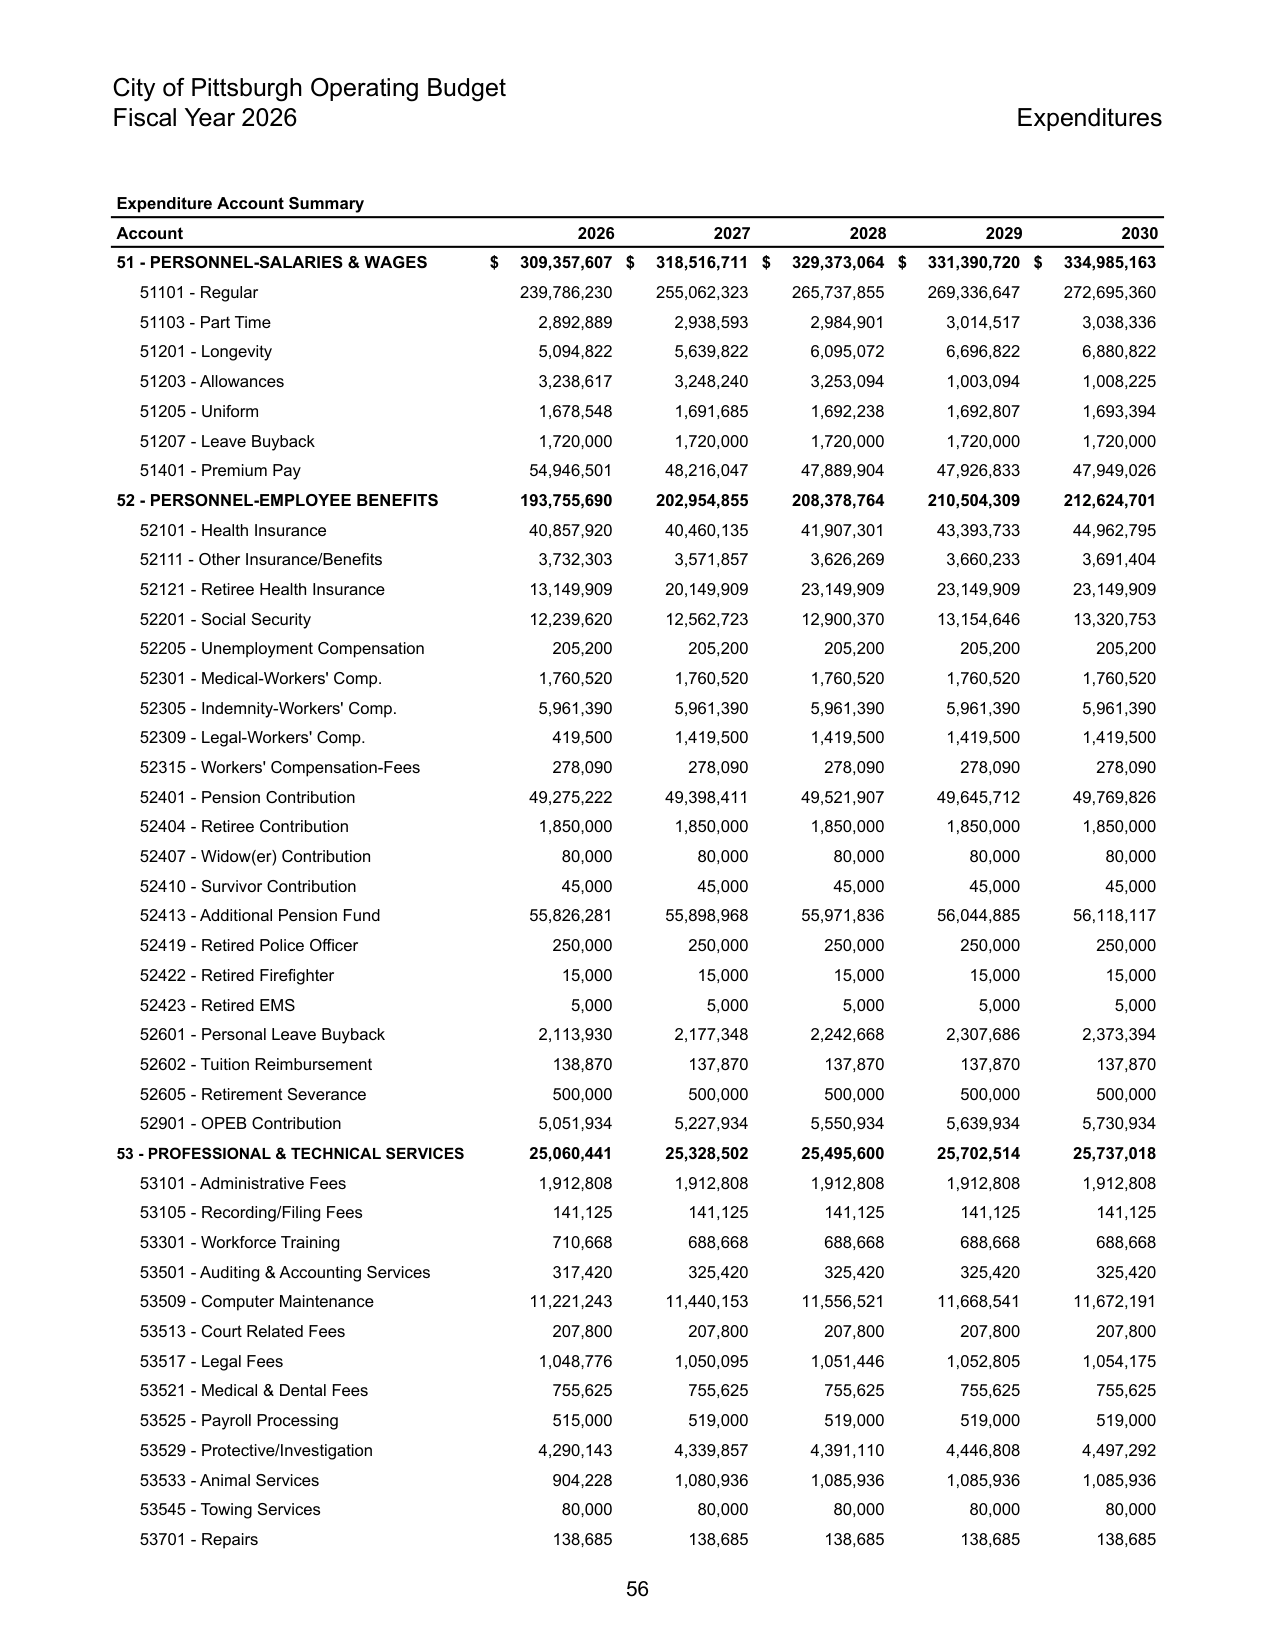 City of Pittsburgh Operating Budget
Fiscal Year 2026 Expenditures
Expenditure Account Summary
Account 2026 2027 2028 2029 2030
51 - PERSONNEL-SALARIES & WAGES $ 309,357,607 $ 318,516,711 $ 329,373,064 $ 331,390,720 $ 334,985,163
51101 - Regular 239,786,230 255,062,323 265,737,855 269,336,647 272,695,360
51103 - Part Time 2,892,889 2,938,593 2,984,901 3,014,517 3,038,336
51201 - Longevity 5,094,822 5,639,822 6,095,072 6,696,822 6,880,822
51203 - Allowances 3,238,617 3,248,240 3,253,094 1,003,094 1,008,225
51205 - Uniform 1,678,548 1,691,685 1,692,238 1,692,807 1,693,394
51207 - Leave Buyback 1,720,000 1,720,000 1,720,000 1,720,000 1,720,000
51401 - Premium Pay 54,946,501 48,216,047 47,889,904 47,926,833 47,949,026
52 - PERSONNEL-EMPLOYEE BENEFITS 193,755,690 202,954,855 208,378,764 210,504,309 212,624,701
52101 - Health Insurance 40,857,920 40,460,135 41,907,301 43,393,733 44,962,795
52111 - Other Insurance/Benefits 3,732,303 3,571,857 3,626,269 3,660,233 3,691,404
52121 - Retiree Health Insurance 13,149,909 20,149,909 23,149,909 23,149,909 23,149,909
52201 - Social Security 12,239,620 12,562,723 12,900,370 13,154,646 13,320,753
52205 - Unemployment Compensation 205,200 205,200 205,200 205,200 205,200
52301 - Medical-Workers' Comp. 1,760,520 1,760,520 1,760,520 1,760,520 1,760,520
52305 - Indemnity-Workers' Comp. 5,961,390 5,961,390 5,961,390 5,961,390 5,961,390
52309 - Legal-Workers' Comp. 419,500 1,419,500 1,419,500 1,419,500 1,419,500
52315 - Workers' Compensation-Fees 278,090 278,090 278,090 278,090 278,090
52401 - Pension Contribution 49,275,222 49,398,411 49,521,907 49,645,712 49,769,826
52404 - Retiree Contribution 1,850,000 1,850,000 1,850,000 1,850,000 1,850,000
52407 - Widow(er) Contribution 80,000 80,000 80,000 80,000 80,000
52410 - Survivor Contribution 45,000 45,000 45,000 45,000 45,000
52413 - Additional Pension Fund 55,826,281 55,898,968 55,971,836 56,044,885 56,118,117
52419 - Retired Police Officer 250,000 250,000 250,000 250,000 250,000
52422 - Retired Firefighter 15,000 15,000 15,000 15,000 15,000
52423 - Retired EMS 5,000 5,000 5,000 5,000 5,000
52601 - Personal Leave Buyback 2,113,930 2,177,348 2,242,668 2,307,686 2,373,394
52602 - Tuition Reimbursement 138,870 137,870 137,870 137,870 137,870
52605 - Retirement Severance 500,000 500,000 500,000 500,000 500,000
52901 - OPEB Contribution 5,051,934 5,227,934 5,550,934 5,639,934 5,730,934
53 - PROFESSIONAL & TECHNICAL SERVICES 25,060,441 25,328,502 25,495,600 25,702,514 25,737,018
53101 - Administrative Fees 1,912,808 1,912,808 1,912,808 1,912,808 1,912,808
53105 - Recording/Filing Fees 141,125 141,125 141,125 141,125 141,125
53301 - Workforce Training 710,668 688,668 688,668 688,668 688,668
53501 - Auditing & Accounting Services 317,420 325,420 325,420 325,420 325,420
53509 - Computer Maintenance 11,221,243 11,440,153 11,556,521 11,668,541 11,672,191
53513 - Court Related Fees 207,800 207,800 207,800 207,800 207,800
53517 - Legal Fees 1,048,776 1,050,095 1,051,446 1,052,805 1,054,175
53521 - Medical & Dental Fees 755,625 755,625 755,625 755,625 755,625
53525 - Payroll Processing 515,000 519,000 519,000 519,000 519,000
53529 - Protective/Investigation 4,290,143 4,339,857 4,391,110 4,446,808 4,497,292
53533 - Animal Services 904,228 1,080,936 1,085,936 1,085,936 1,085,936
53545 - Towing Services 80,000 80,000 80,000 80,000 80,000
53701 - Repairs 138,685 138,685 138,685 138,685 138,685
56